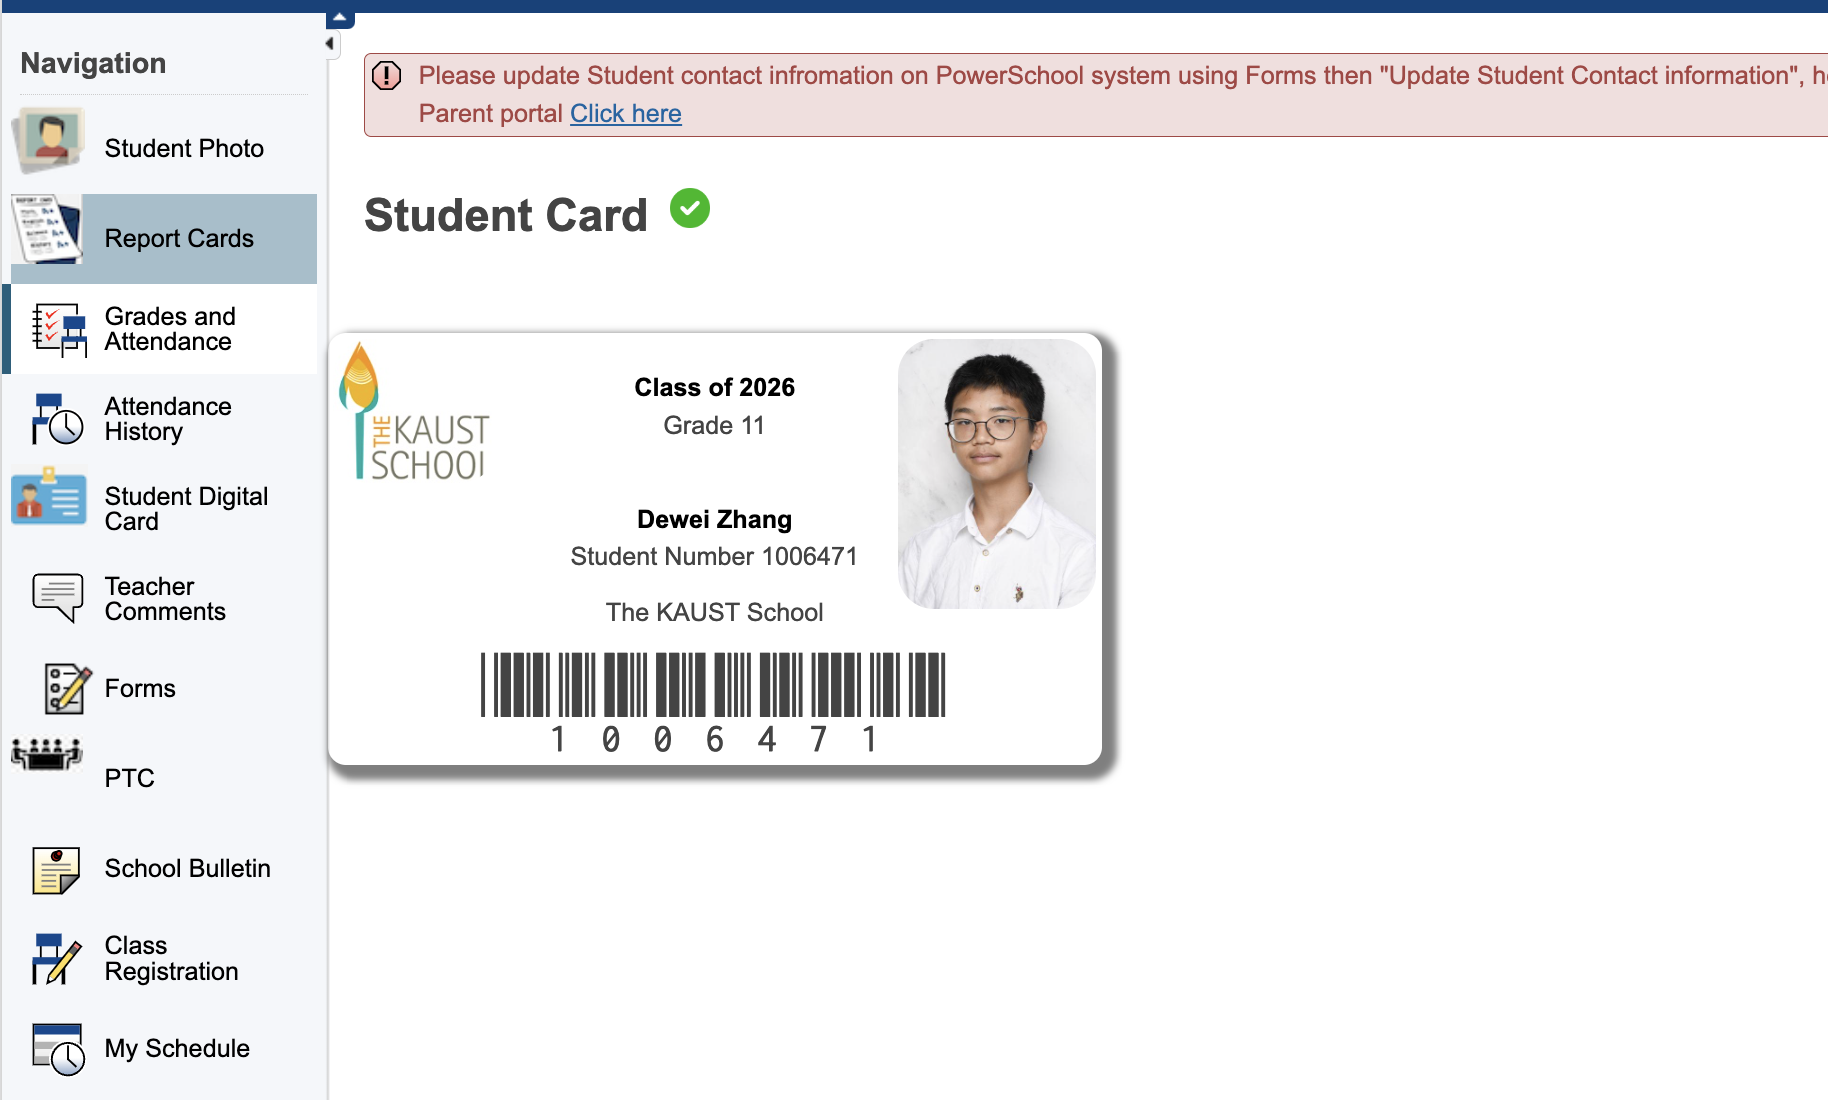 Navigation
Student Photo
Report Cards
Grades and
Attendance
Attendance
History
Student Digital
Card
Teacher
Comments
Forms
PTC
School Bulletin
Class
Registration
My Schedule
Please update Student contact infromation on PowerSchool system using Forms then "Update Student Contact information",
Parent portal Click here
Student Card
THE KAUST
SCHOOL
Class of 2026
Grade 11
Dewei Zhang
Student Number 1006471
The KAUST School
1 0 0 6 4 7 1